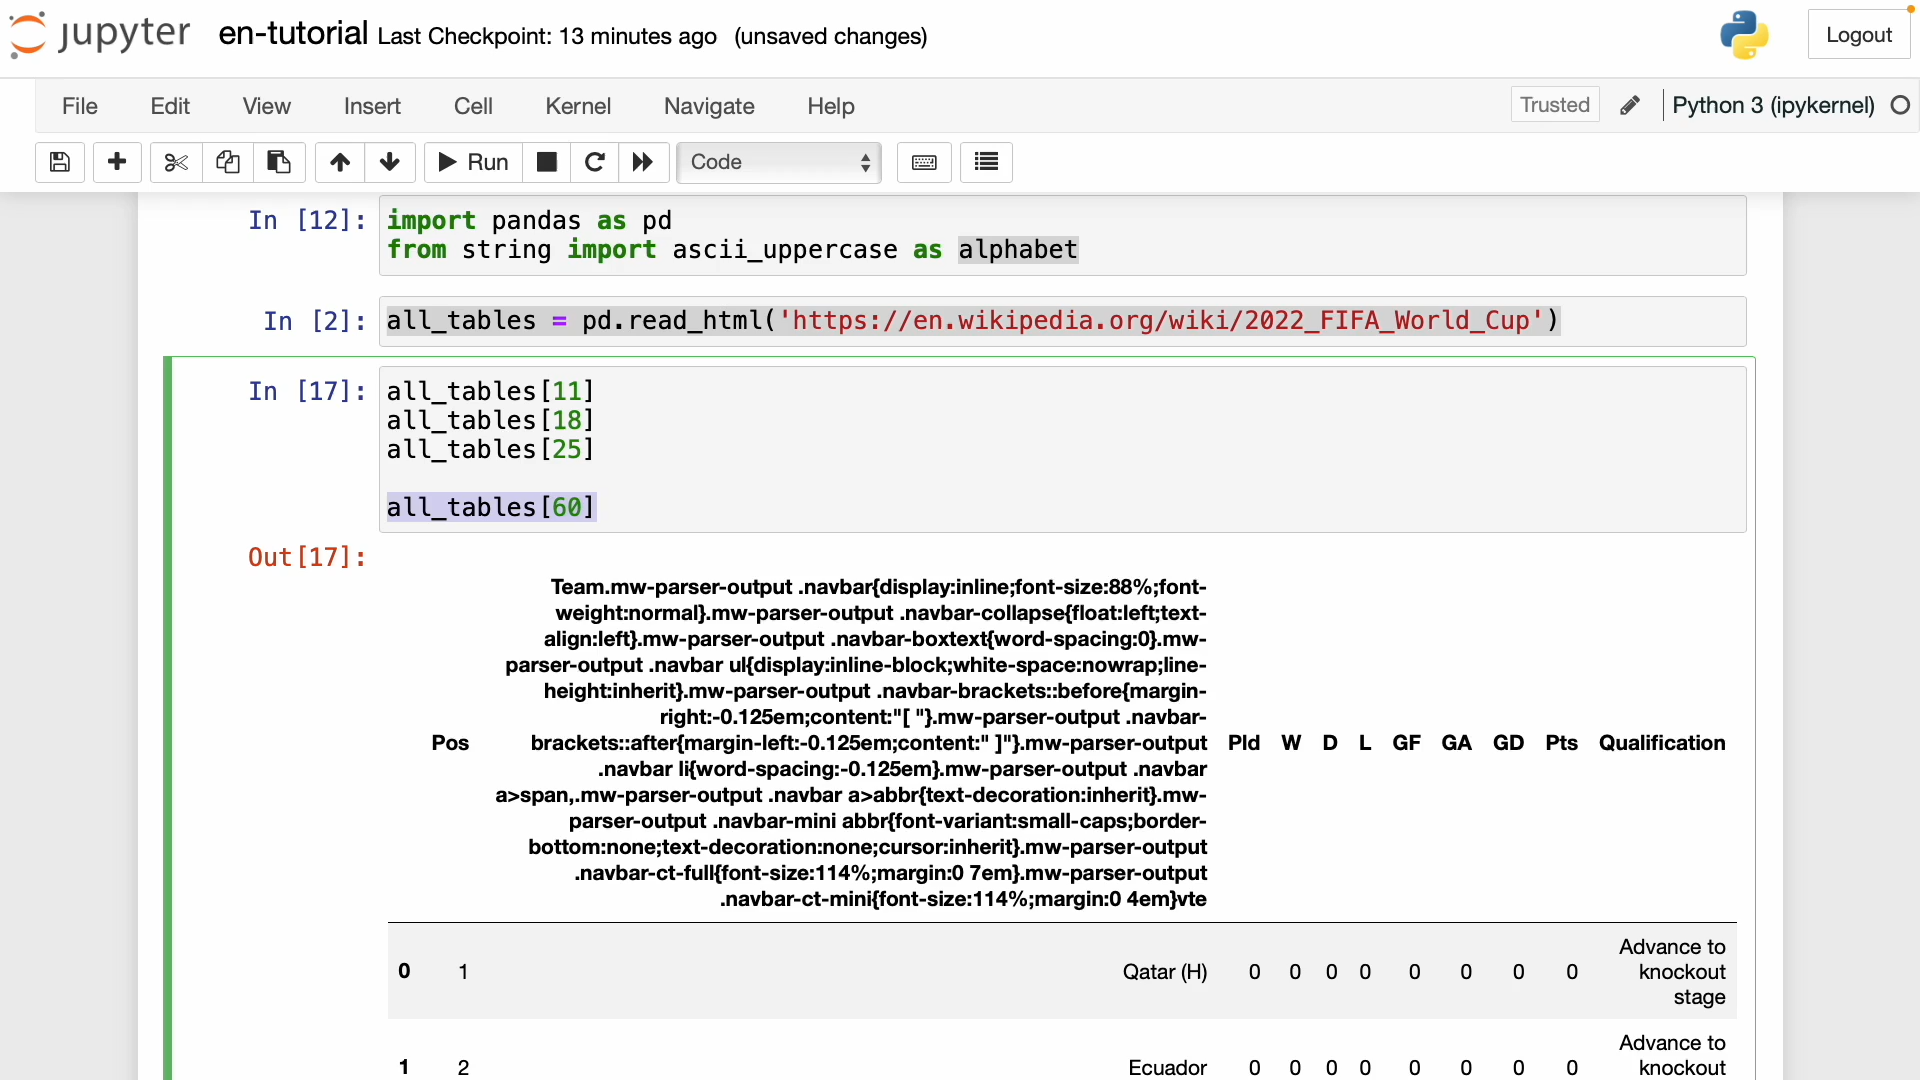 jupyter en-tutorial Last Checkpoint: 13 minutes ago (unsaved changes) Logout
File Edit View Insert Cell Kernel Navigate Help Trusted Python 3 (ipykernel)
Run Code
In [12]: import pandas as pd
from string import ascii_uppercase as alphabet
In [2]: all_tables = pd.read_html('https://en.wikipedia.org/wiki/2022_FIFA_World_Cup')
In [17]: all_tables[11]
all_tables[18]
all_tables[25]
all_tables[60]
Out[17]:
Team.mw-parser-output .navbar{display:inline;font-size:88%;font-
weight:normal}.mw-parser-output .navbar-collapse{float:left;text-
align:left}.mw-parser-output .navbar-boxtext{word-spacing:0}.mw-
parser-output .navbar ul{display:inline-block;white-space:nowrap;line-
height:inherit}.mw-parser-output .navbar-brackets::before{margin-
right:-0.125em;content:"[ "}.mw-parser-output .navbar-
Pos brackets::after{margin-left:-0.125em;content:" ]"}.mw-parser-output Pld W D L GF GA GD Pts Qualification
.navbar li{word-spacing:-0.125em}.mw-parser-output .navbar
a>span,.mw-parser-output .navbar a>abbr{text-decoration:inherit}.mw-
parser-output .navbar-mini abbr{font-variant:small-caps;border-
bottom:none;text-decoration:none;cursor:inherit}.mw-parser-output
.navbar-ct-full{font-size:114%;margin:0 7em}.mw-parser-output
.navbar-ct-mini{font-size:114%;margin:0 4em}vte
Advance to
0 1 Qatar (H) 0 0 0 0 0 0 0 0 knockout
stage
Advance to
1 2 Ecuador 0 0 0 0 0 0 0 0 knockout